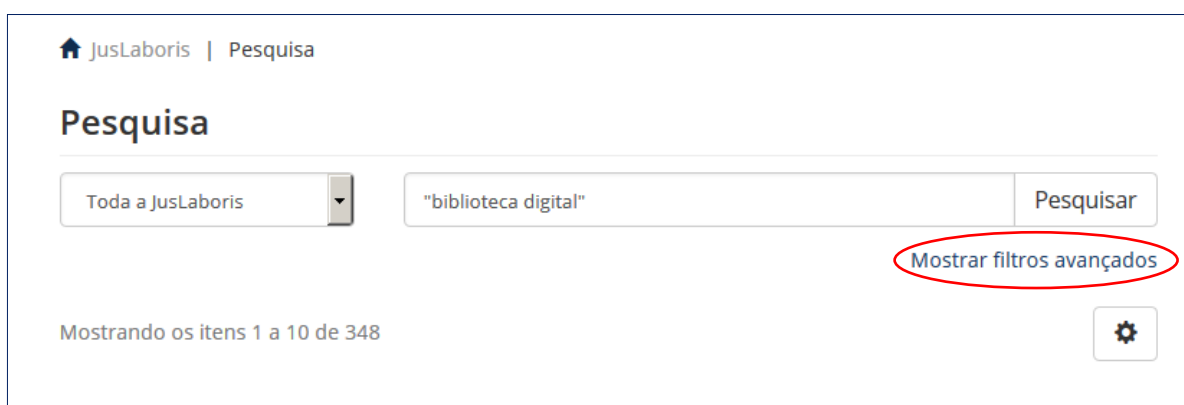 JusLaboris | Pesquisa
Pesquisa
Toda a JusLaboris "biblioteca digital" Pesquisar
Mostrar filtros avançados
Mostrando os itens 1 a 10 de 348